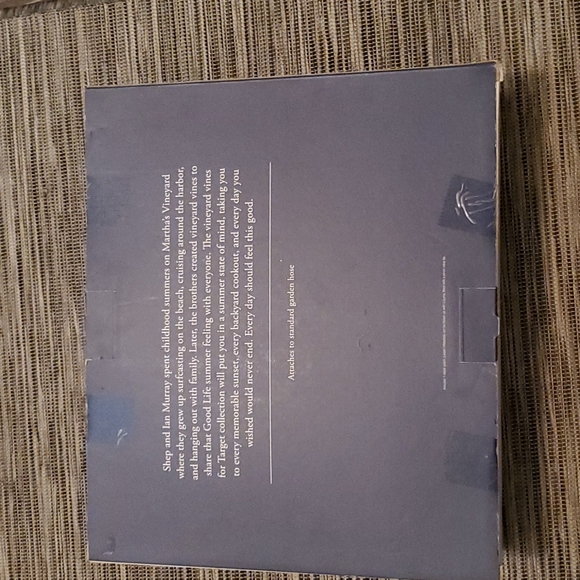 Shep and Ian Murray spent childhood summers on Martha's Vineyard
where they grew up surfcasting on the beach, cruising around the harbor,
and hanging out with family. Later, the brothers created vineyard vines to
share that Good Life summer feeling with everyone. The vineyard vines
for Target collection will put you in a summer state of mind, taking you
to every memorable sunset, every backyard cookout, and every day you
wished would never end. Every day should feel this good.
Attaches to standard garden hose